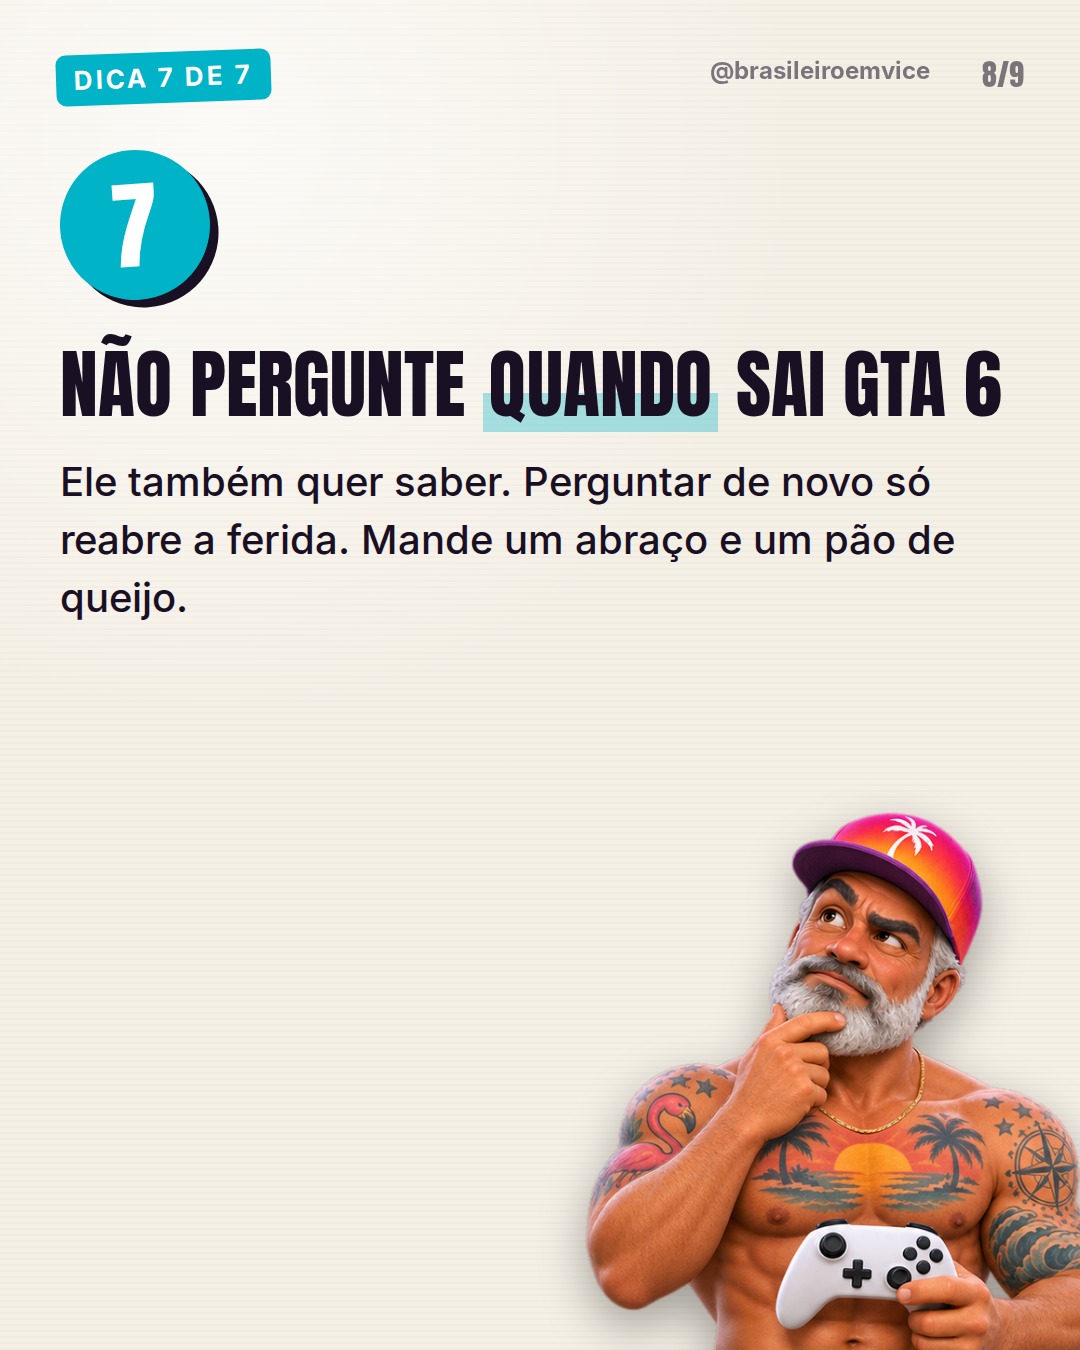 DICA 7 DE 7
@brasileiroemvice
8/9
7
NÃO PERGUNTE QUANDO SAI GTA 6
Ele também quer saber. Perguntar de novo só
reabre a ferida. Mande um abraço e um pão de
queijo.